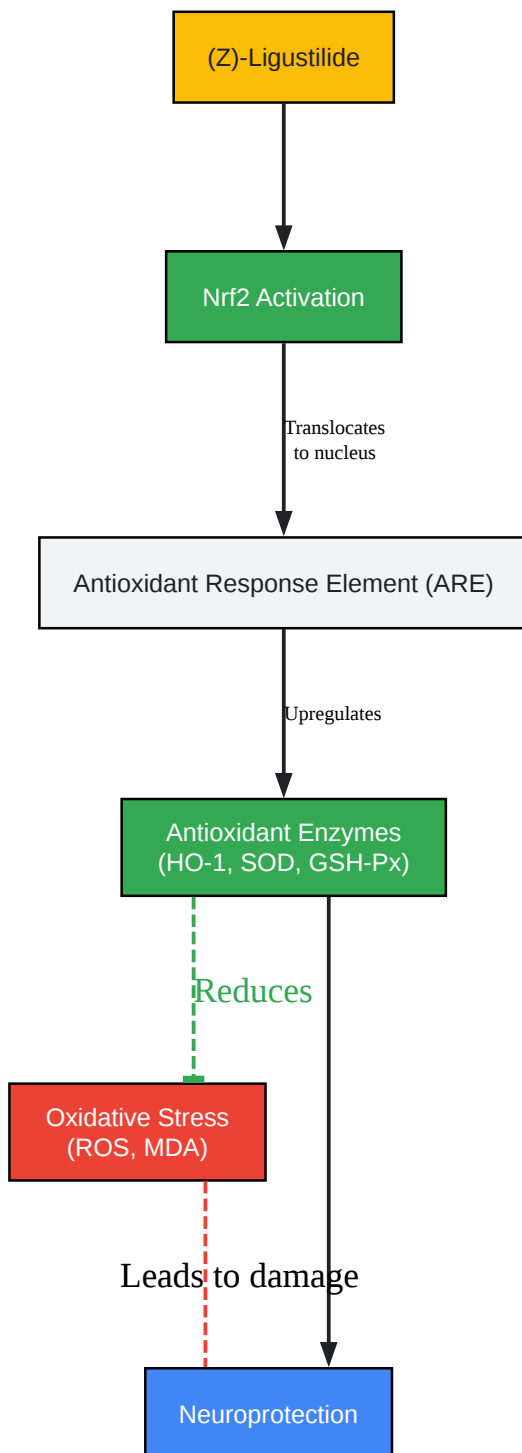 (Z)-Ligustilide
Nrf2 Activation
Translocates
to nucleus
Antioxidant Response Element (ARE)
Upregulates
Antioxidant Enzymes
(HO-1, SOD, GSH-Px)
Reduces
Oxidative Stress
(ROS, MDA)
Leads to damage
Neuroprotection